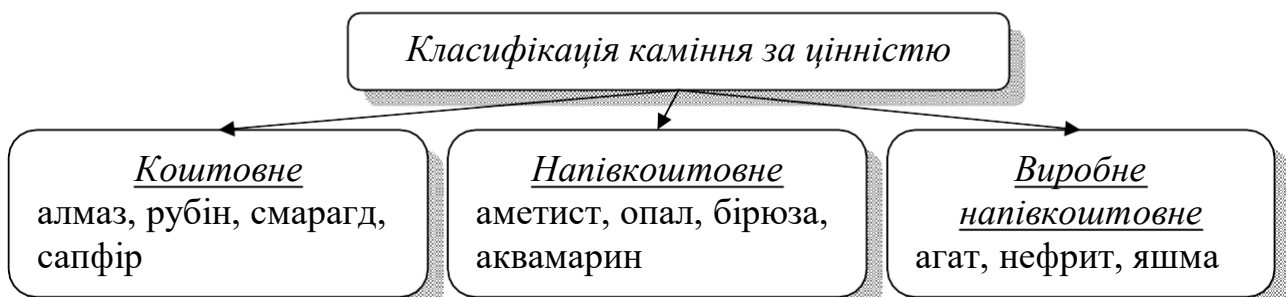 Класифікація каміння за цінністю
Коштовне
алмаз, рубін, смарагд,
сапфір
Напівкоштовне
аметист, опал, бірюза,
аквамарин
Виробне
напівкоштовне
агат, нефрит, яшма